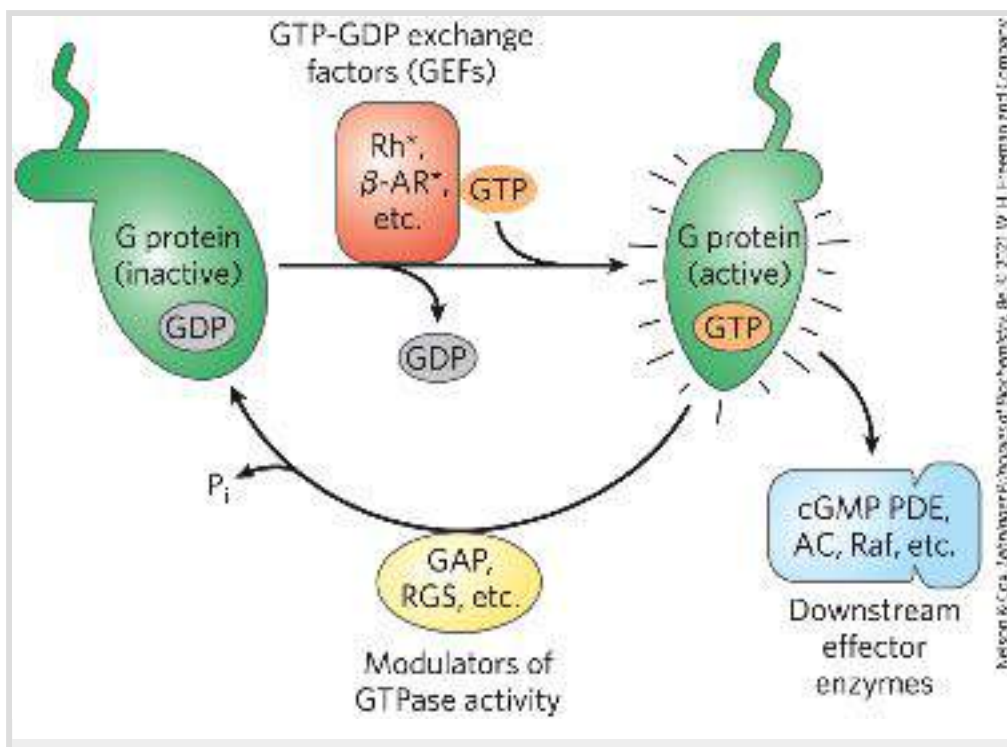 GTP-GDP exchange
factors (GEFs)
Rh*,
β-AR*,
etc.
GTP
G protein
(inactive)
GDP
GDP
G protein
(active)
GTP
P i
GAP,
RGS, etc.
Modulators of
GTPase activity
cGMP PDE,
AC, Raf, etc.
Downstream
effector
enzymes